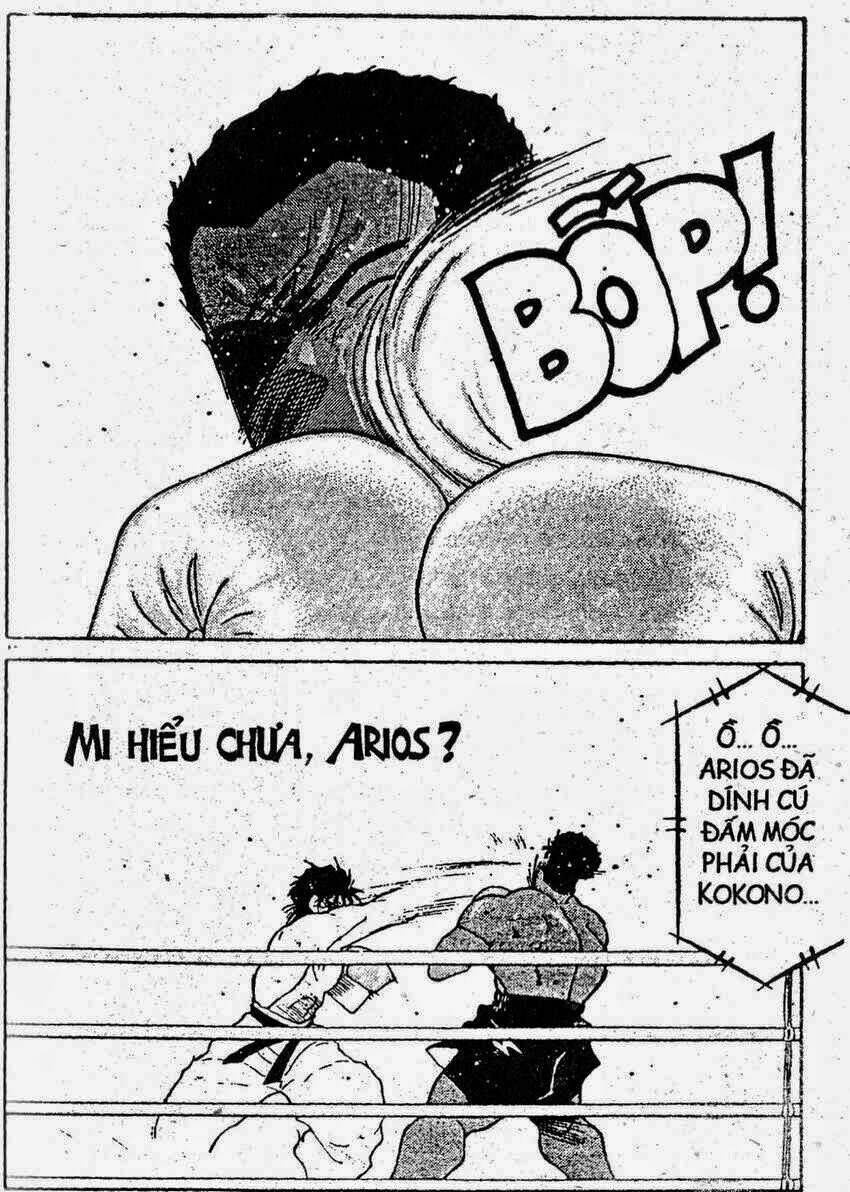 BỐP!
MI HIỂU CHƯA, ARIOS?
Ồ... Ồ...
ARIOS ĐÃ
DÍNH CÚ
ĐẤM MÓC
PHẢI CỦA
KOKONO...